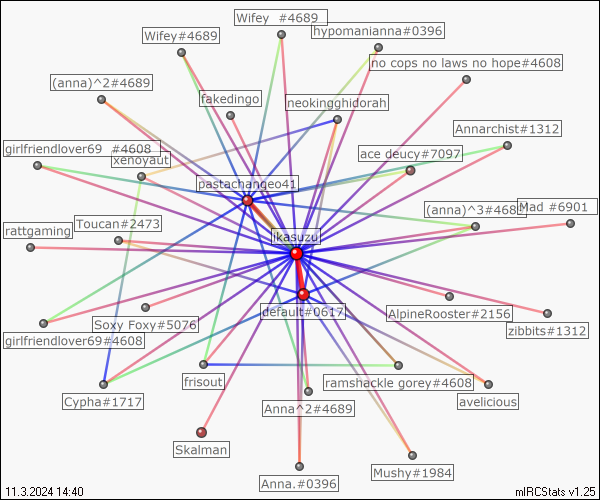 Wifey #4689
Wifey#4689
hypomanianna#0396
no cops no laws no hope#4608
(anna)^2#4689
fakedingo
neokingghidorah
Annarchist#1312
girlfriendlover69 #4608
xenoyaut
ace deucy#7097
pastachangeo41
(anna)^3#468
Mad #6901
rattgaming
Toucan#2473
ikasuzu
default#0617
AlpineRooster#2156
Soxy Foxy#5076
zibbits#1312
girlfriendlover69#4608
frisout
ramshackle gorey#4608
Cypha#1717
Anna^2#4689
avelicious
Skalman
Anna.#0396
Mushy#1984
11.3.2024 14:40
mIRCStats v1.25